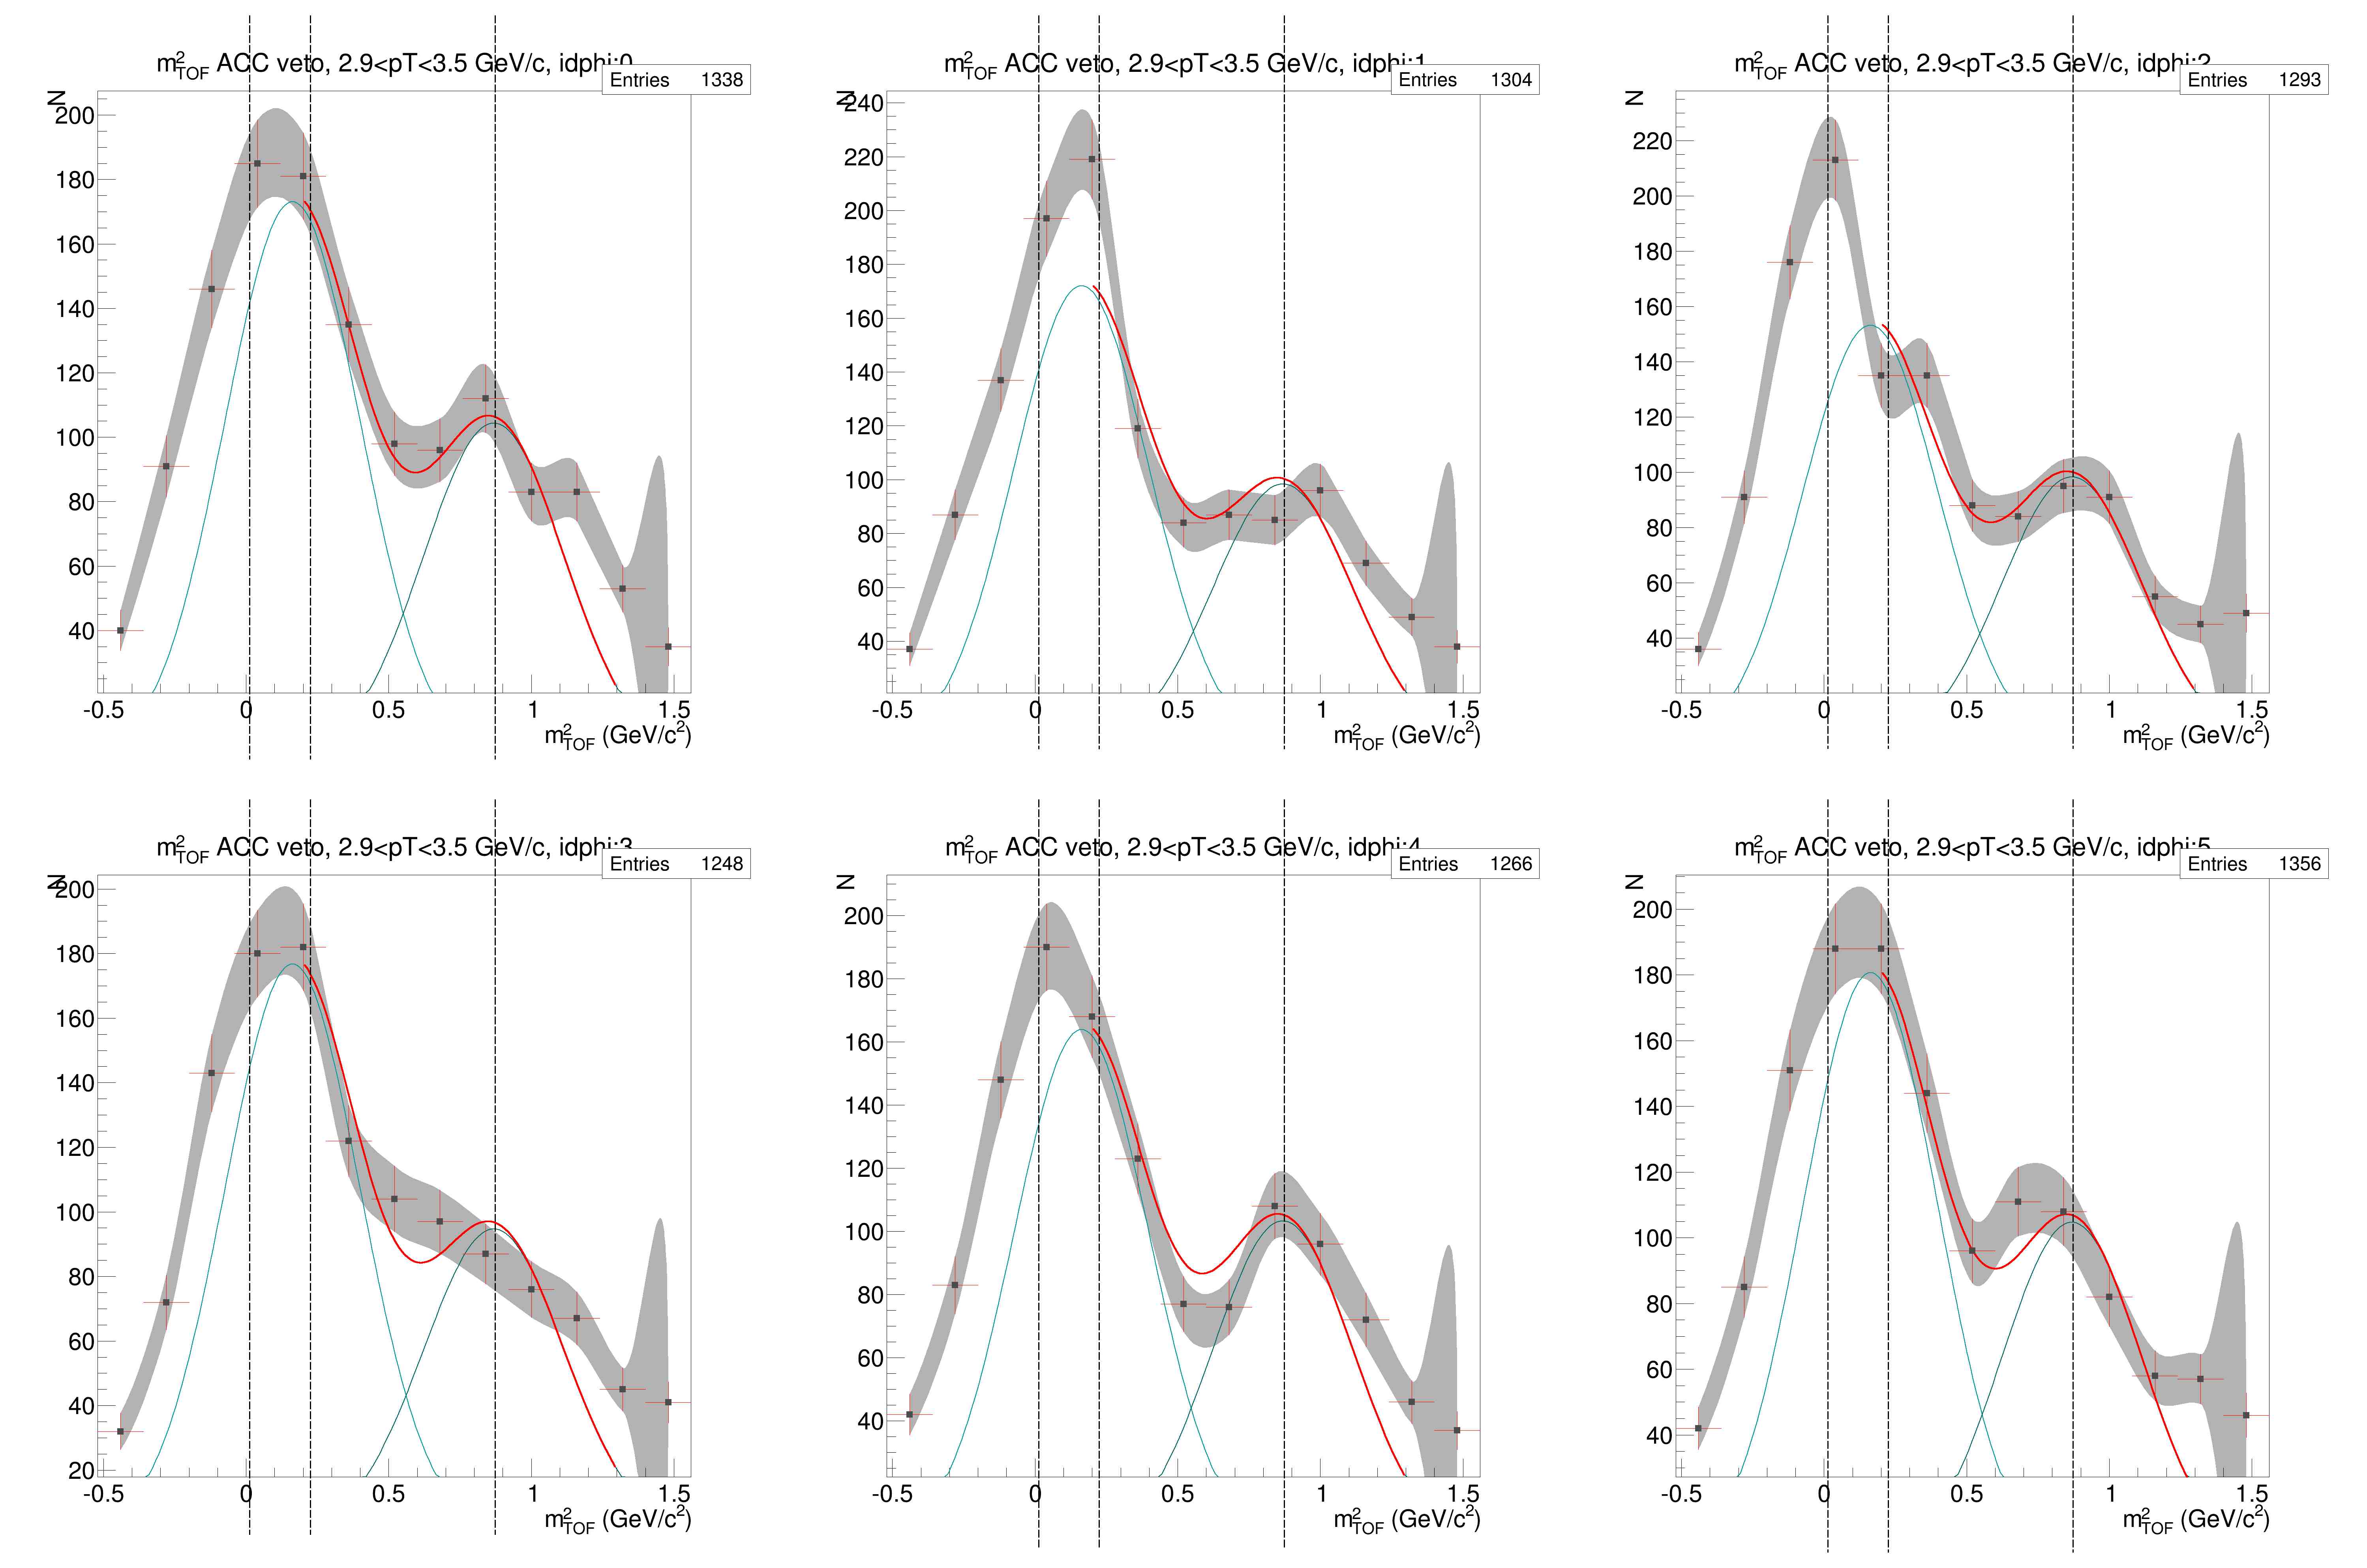 m²TOF ACC veto, 2.9<pT<3.5 GeV/c, idphi:0
Entries 1338
N
200
180
160
140
120
100
80
60
40
-0.5 0 0.5 1 1.5
m²TOF (GeV/c²)
m²TOF ACC veto, 2.9<pT<3.5 GeV/c, idphi:1
Entries 1304
N
240
220
200
180
160
140
120
100
80
60
40
-0.5 0 0.5 1 1.5
m²TOF (GeV/c²)
m²TOF ACC veto, 2.9<pT<3.5 GeV/c, idphi:2
Entries 1293
N
220
200
180
160
140
120
100
80
60
40
-0.5 0 0.5 1 1.5
m²TOF (GeV/c²)
m²TOF ACC veto, 2.9<pT<3.5 GeV/c, idphi:3
Entries 1248
N
200
180
160
140
120
100
80
60
40
20
-0.5 0 0.5 1 1.5
m²TOF (GeV/c²)
m²TOF ACC veto, 2.9<pT<3.5 GeV/c, idphi:4
Entries 1266
N
200
180
160
140
120
100
80
60
40
-0.5 0 0.5 1 1.5
m²TOF (GeV/c²)
m²TOF ACC veto, 2.9<pT<3.5 GeV/c, idphi:5
Entries 1356
N
200
180
160
140
120
100
80
60
40
-0.5 0 0.5 1 1.5
m²TOF (GeV/c²)